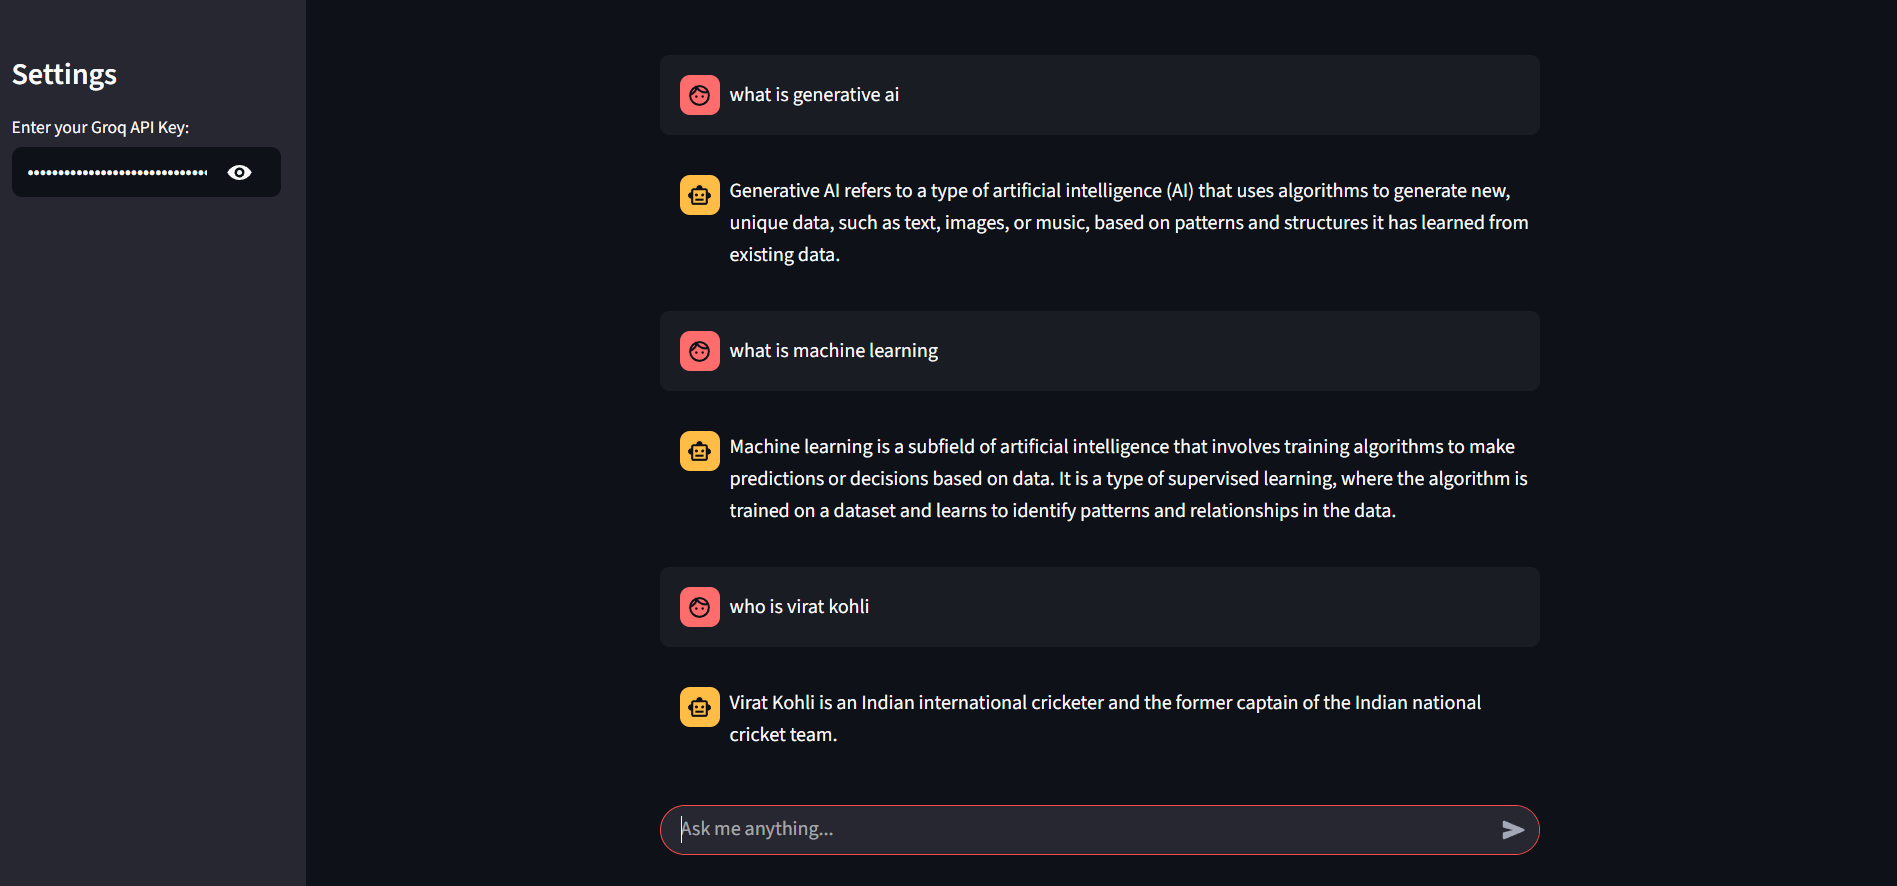 Settings
Enter your Groq API Key:
what is generative ai
Generative AI refers to a type of artificial intelligence (AI) that uses algorithms to generate new,
unique data, such as text, images, or music, based on patterns and structures it has learned from
existing data.
what is machine learning
Machine learning is a subfield of artificial intelligence that involves training algorithms to make
predictions or decisions based on data. It is a type of supervised learning, where the algorithm is
trained on a dataset and learns to identify patterns and relationships in the data.
who is virat kohli
Virat Kohli is an Indian international cricketer and the former captain of the Indian national
cricket team.
Ask me anything...